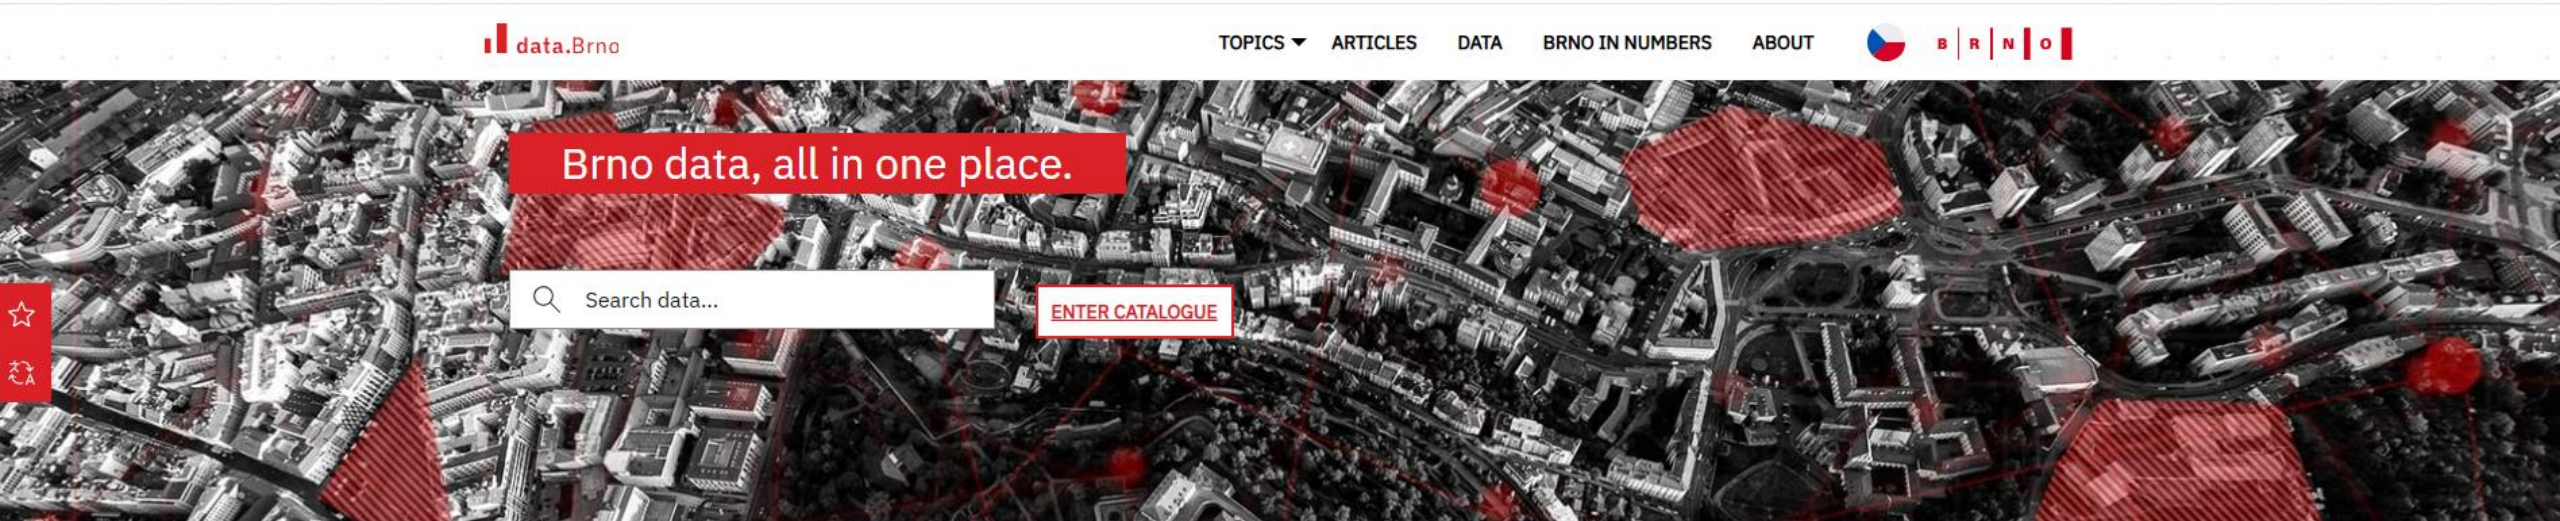 data.Brno
TOPICS ARTICLES DATA BRNO IN NUMBERS ABOUT
B R N O
Brno data, all in one place.
Search data...
ENTER CATALOGUE